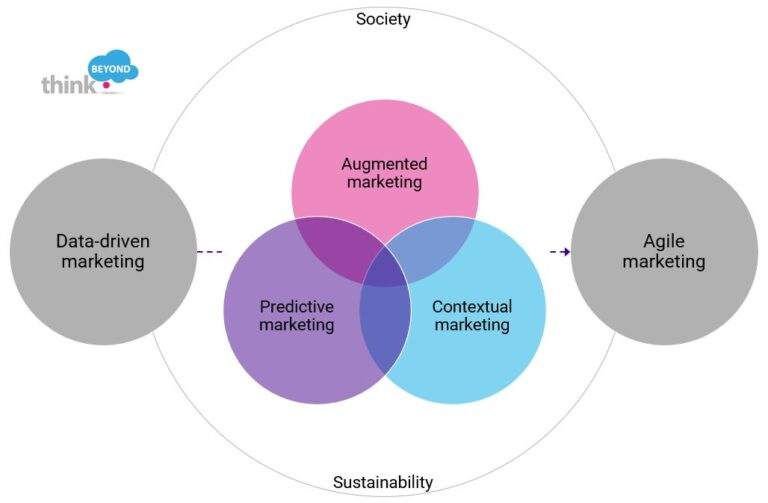 Society
BEYOND
think
Augmented
marketing
Data-driven
marketing
Agile
marketing
Predictive
marketing
Contextual
marketing
Sustainability